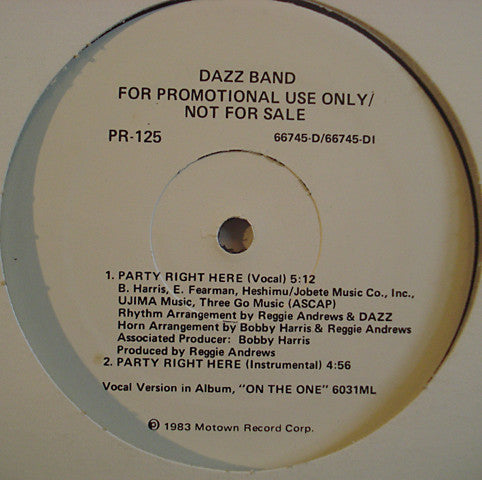 DAZZ BAND
FOR PROMOTIONAL USE ONLY/
NOT FOR SALE
PR-125 66745-D/66745-DI
1. PARTY RIGHT HERE (Vocal) 5:12
B. Harris, E. Fearman, Heshimu/Jobete Music Co., Inc.,
UJIMA Music, Three Go Music (ASCAP)
Rhythm Arrangement by Reggie Andrews & DAZZ
Horn Arrangement by Bobby Harris & Reggie Andrews
Associated Producer: Bobby Harris
Produced by Reggie Andrews
2. PARTY RIGHT HERE (Instrumental) 4:56
Vocal Version in Album, "ON THE ONE" 6031ML
℗ 1983 Motown Record Corp.